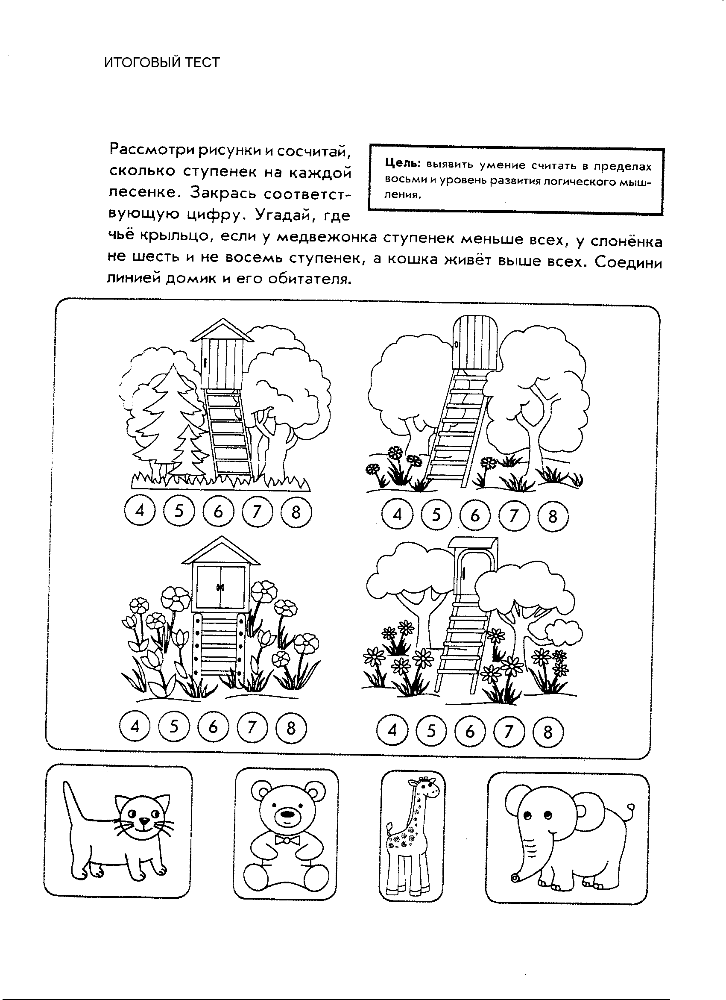 ИТОГОВЫЙ ТЕСТ
Рассмотри рисунки и сосчитай,
сколько ступенек на каждой
лесенке. Закрась соответст-
вующую цифру. Угадай, где
чьё крыльцо, если у медвежонка ступенек меньше всех, у слонёнка
не шесть и не восемь ступенек, а кошка живёт выше всех. Соедини
линией домик и его обитателя.
Цель: выявить умение считать в пределах
восьми и уровень развития логического мыш-
ления.
4 5 6 7 8
4 5 6 7 8
4 5 6 7 8
4 5 6 7 8